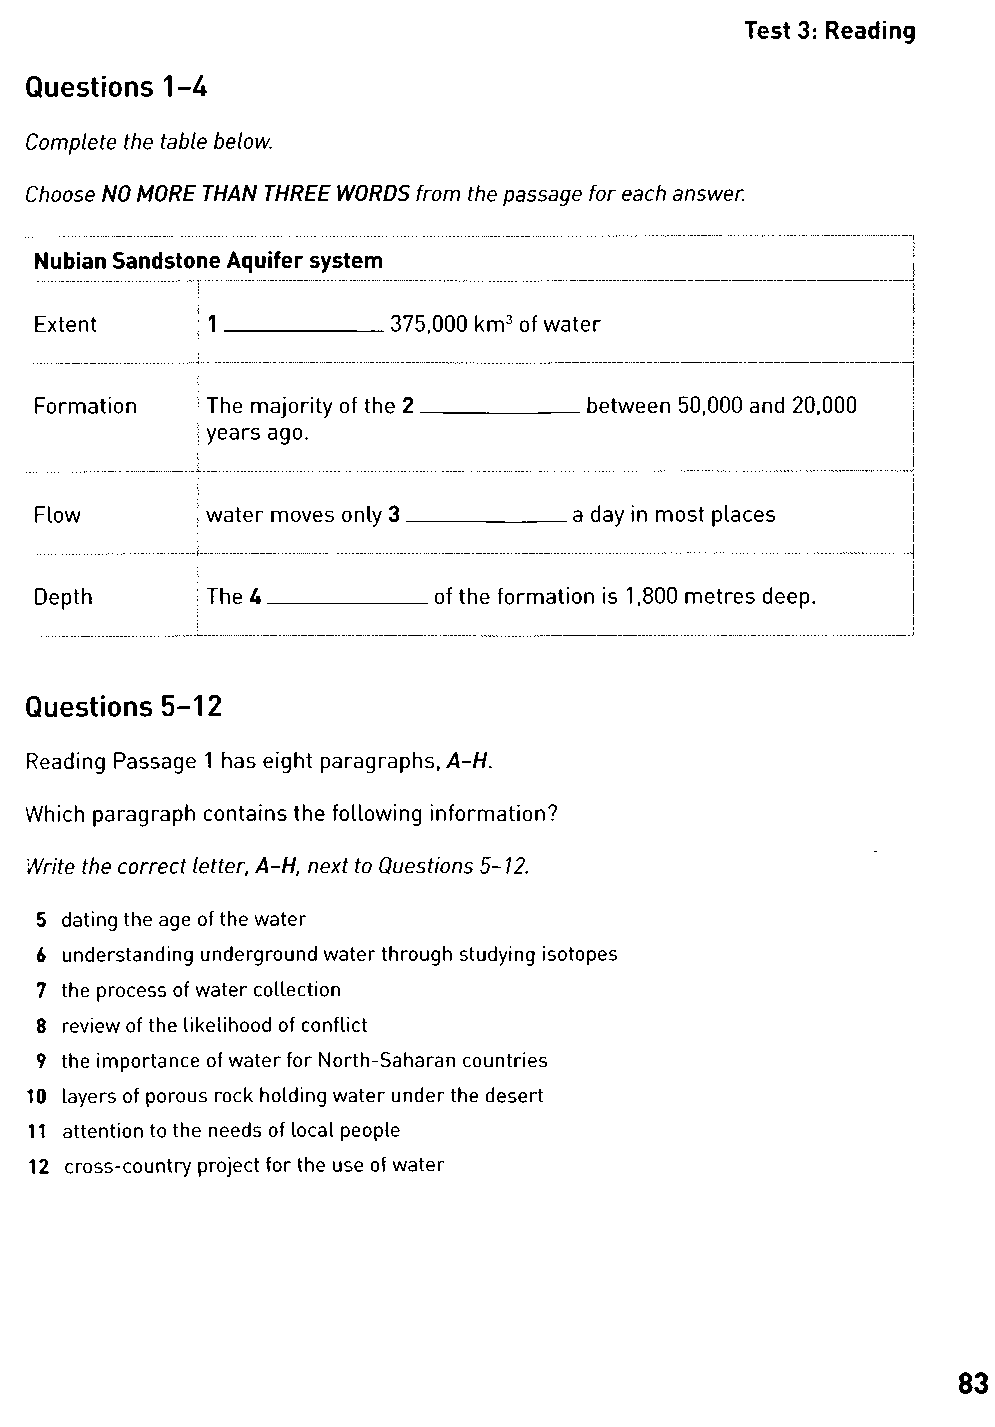 Test 3: Reading
Questions 1–4
Complete the table below.
Choose NO MORE THAN THREE WORDS from the passage for each answer.
Nubian Sandstone Aquifer system
Extent 1 ____________ 375,000 km³ of water
Formation The majority of the 2 ____________ between 50,000 and 20,000
years ago.
Flow water moves only 3 ____________ a day in most places
Depth The 4 ____________ of the formation is 1,800 metres deep.
Questions 5–12
Reading Passage 1 has eight paragraphs, A–H.
Which paragraph contains the following information?
Write the correct letter, A–H, next to Questions 5–12.
5 dating the age of the water
6 understanding underground water through studying isotopes
7 the process of water collection
8 review of the likelihood of conflict
9 the importance of water for North-Saharan countries
10 layers of porous rock holding water under the desert
11 attention to the needs of local people
12 cross-country project for the use of water
83